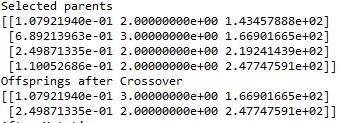 Selected parents
[[1.07921940e-01 2.00000000e+00 1.43457888e+02]
 [6.89213963e-01 3.00000000e+00 1.66901665e+02]
 [2.49871335e-01 2.00000000e+00 2.19241439e+02]
 [1.10052686e-01 2.00000000e+00 2.47747591e+02]]
Offsprings after Crossover
[[1.07921940e-01 3.00000000e+00 1.66901665e+02]
 [2.49871335e-01 2.00000000e+00 2.47747591e+02]]